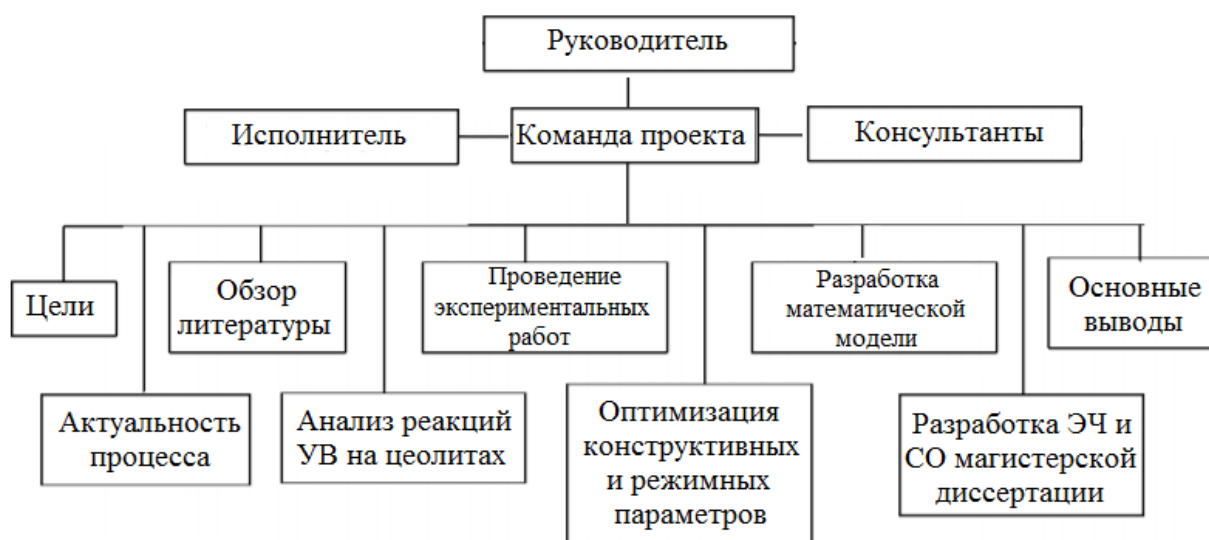 Руководитель
Исполнитель
Команда проекта
Консультанты
Цели
Обзор
литературы
Проведение
экспериментальных
работ
Разработка
математической
модели
Основные
выводы
Актуальность
процесса
Анализ реакций
УВ на цеолитах
Оптимизация
конструктивных
и режимных
параметров
Разработка ЭЧ и
СО магистерской
диссертации